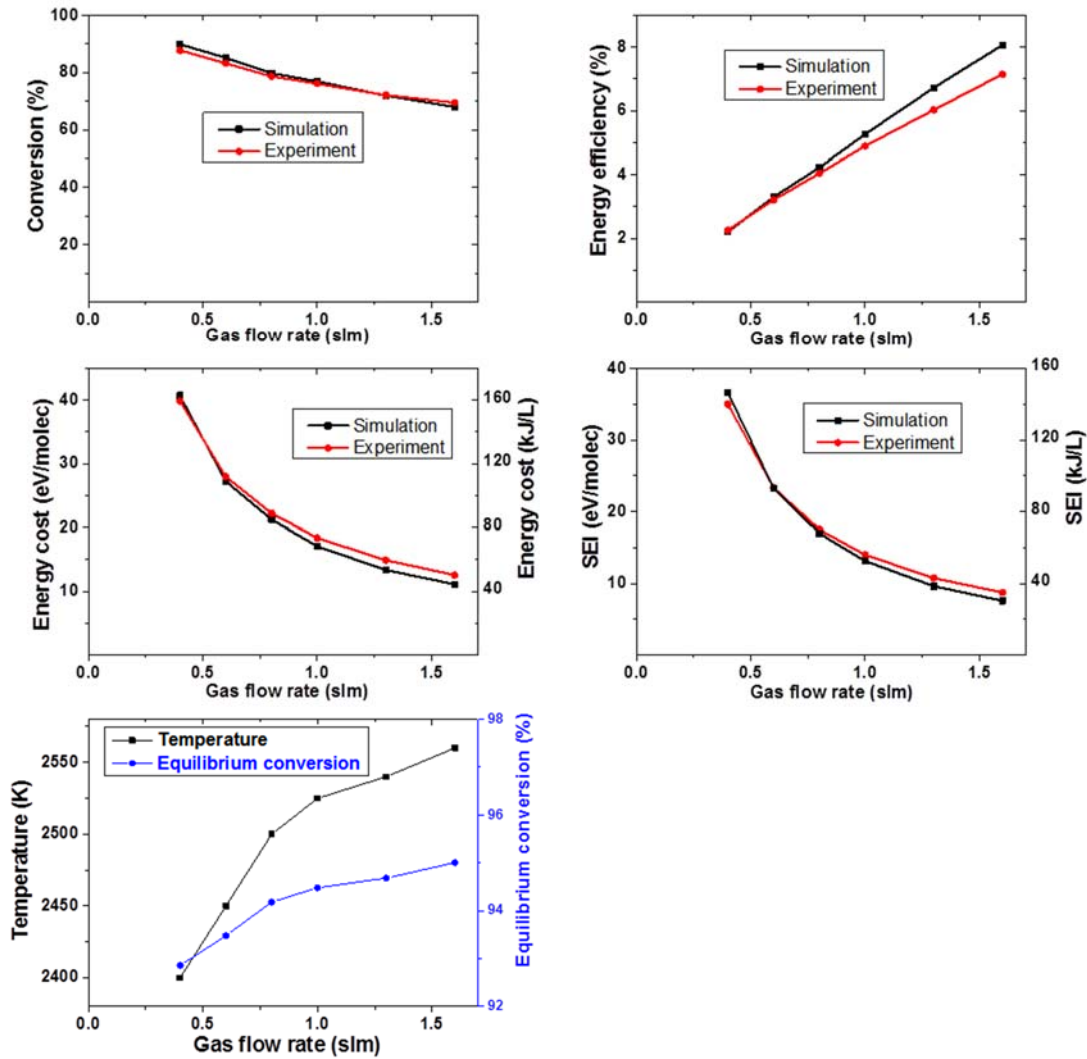 100
80
60
40
20
Conversion (%)
Simulation
Experiment
0.0 0.5 1.0 1.5
Gas flow rate (slm)
8
6
4
2
Energy efficiency (%)
Simulation
Experiment
0.0 0.5 1.0 1.5
Gas flow rate (slm)
40
30
20
10
Energy cost (eV/molec)
Simulation
Experiment
160
120
80
40
Energy cost (kJ/L)
0.0 0.5 1.0 1.5
Gas flow rate (slm)
40
30
20
10
SEI (eV/molec)
Simulation
Experiment
160
120
80
40
SEI (kJ/L)
0.0 0.5 1.0 1.5
Gas flow rate (slm)
Temperature
Equilibrium conversion
2550
2500
2450
2400
Temperature (K)
98
96
94
92
Equilibrium conversion (%)
0.0 0.5 1.0 1.5
Gas flow rate (slm)